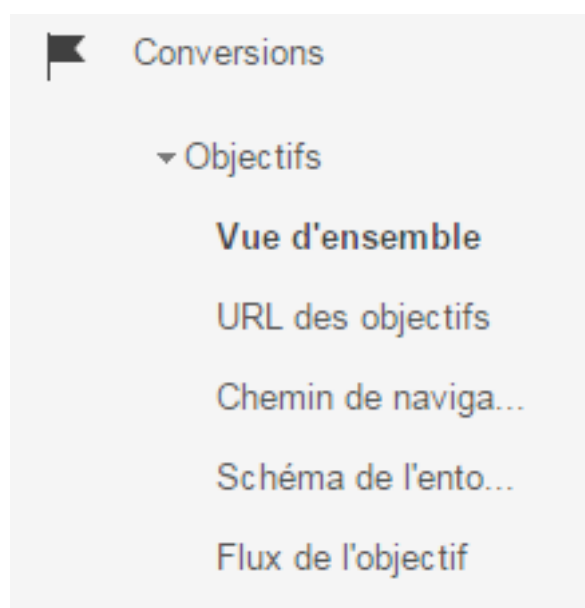 Conversions
Objectifs
Vue d'ensemble
URL des objectifs
Chemin de naviga...
Schéma de l'ento...
Flux de l'objectif